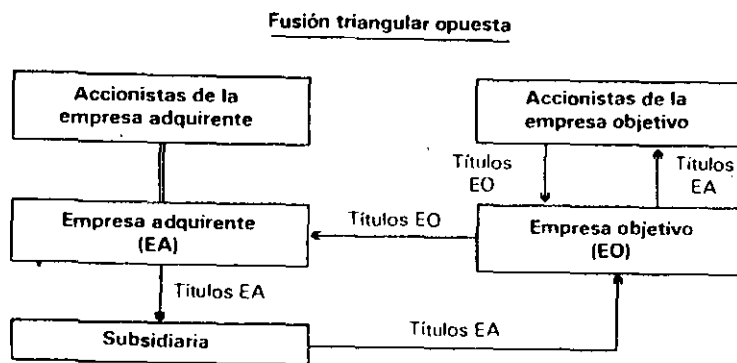 Fusión triangular opuesta
Accionistas de la
empresa adquirente
Accionistas de la
empresa objetivo
Títulos
EO
Títulos
EA
Empresa adquirente
(EA)
Títulos EO
Empresa objetivo
(EO)
Títulos EA
Subsidiaria
Títulos EA